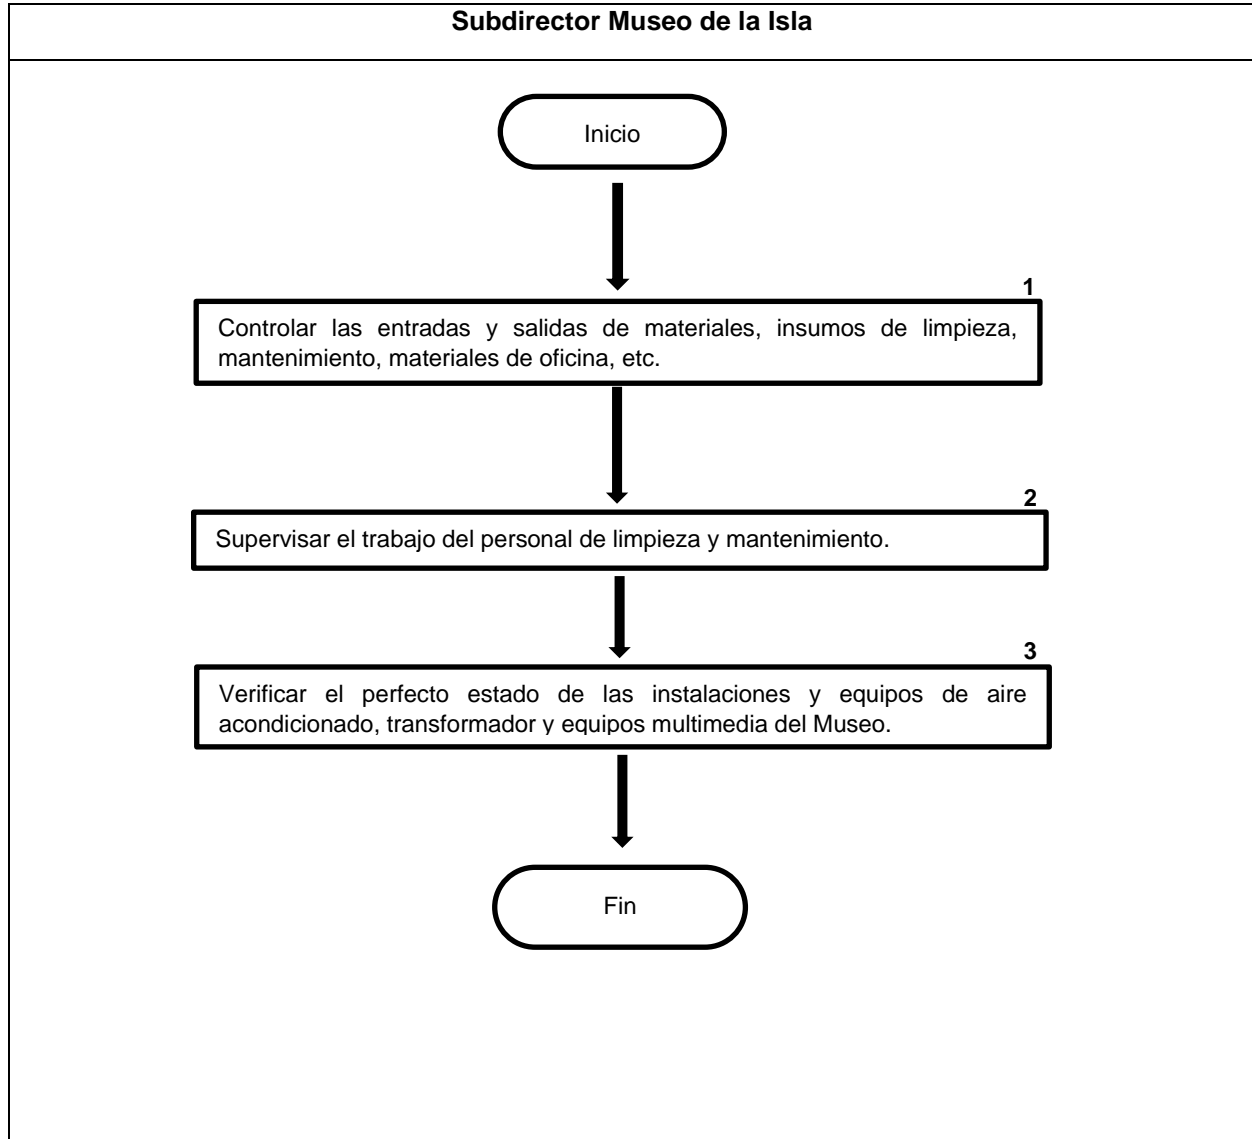 Subdirector Museo de la Isla
Inicio
1
Controlar las entradas y salidas de materiales, insumos de limpieza,
mantenimiento, materiales de oficina, etc.
2
Supervisar el trabajo del personal de limpieza y mantenimiento.
3
Verificar el perfecto estado de las instalaciones y equipos de aire
acondicionado, transformador y equipos multimedia del Museo.
Fin